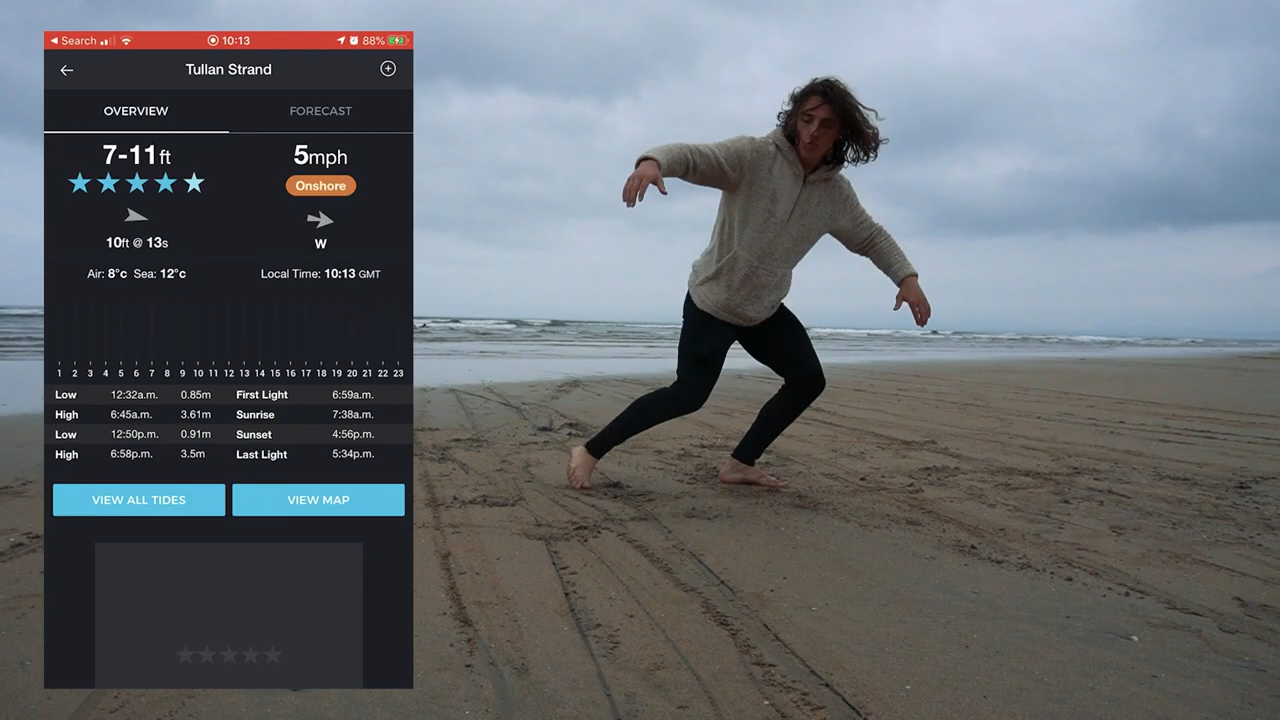 Search 10:13 88%
Tullan Strand
OVERVIEW FORECAST
7-11ft 5mph
Onshore
10ft @ 13s W
Air: 8°c Sea: 12°c Local Time: 10:13 GMT
1 2 3 4 5 6 7 8 9 10 11 12 13 14 15 16 17 18 19 20 21 22 23
Low 12:32a.m. 0.85m First Light 6:59a.m.
High 6:45a.m. 3.61m Sunrise 7:38a.m.
Low 12:50p.m. 0.91m Sunset 4:56p.m.
High 6:58p.m. 3.5m Last Light 5:34p.m.
VIEW ALL TIDES VIEW MAP